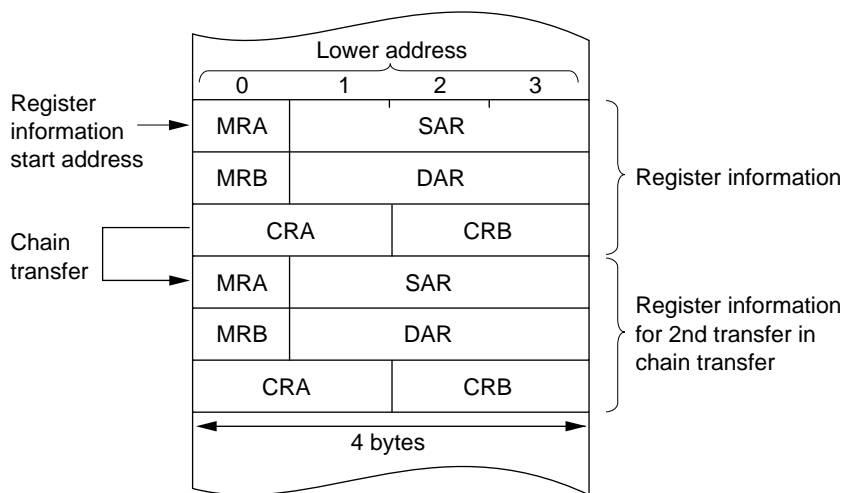 Lower address
0 1 2 3
Register
information
start address
MRA SAR
MRB DAR
CRA CRB
Register information
Chain
transfer
MRA SAR
MRB DAR
CRA CRB
Register information
for 2nd transfer in
chain transfer
4 bytes